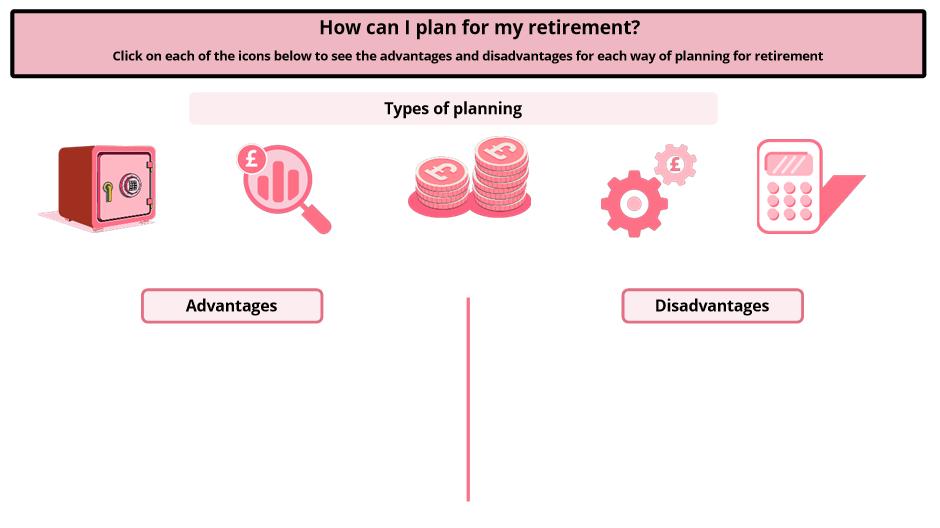 How can I plan for my retirement?
Click on each of the icons below to see the advantages and disadvantages for each way of planning for retirement
Types of planning
£
£
£
£
Advantages
Disadvantages